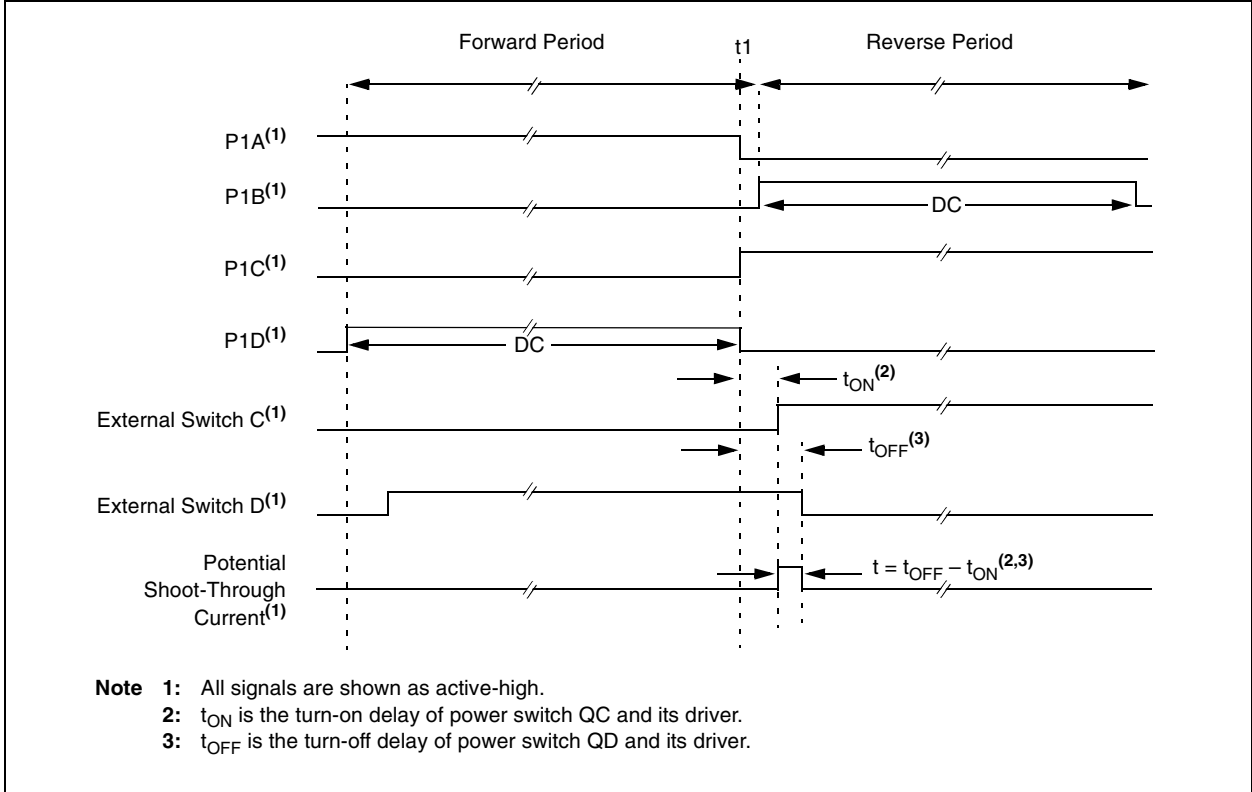 Forward Period
t1
Reverse Period
P1A(1)
P1B(1)
DC
P1C(1)
P1D(1)
DC
tON(2)
External Switch C(1)
tOFF(3)
External Switch D(1)
Potential
Shoot-Through
Current(1)
t = tOFF – tON(2,3)
Note 1: All signals are shown as active-high.
2: tON is the turn-on delay of power switch QC and its driver.
3: tOFF is the turn-off delay of power switch QD and its driver.